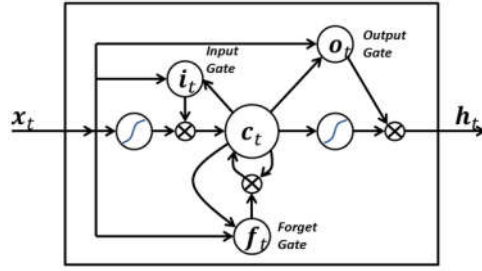 Output
Gate
o_t
Input
Gate
i_t
x_t
c_t
h_t
f_t
Forget
Gate